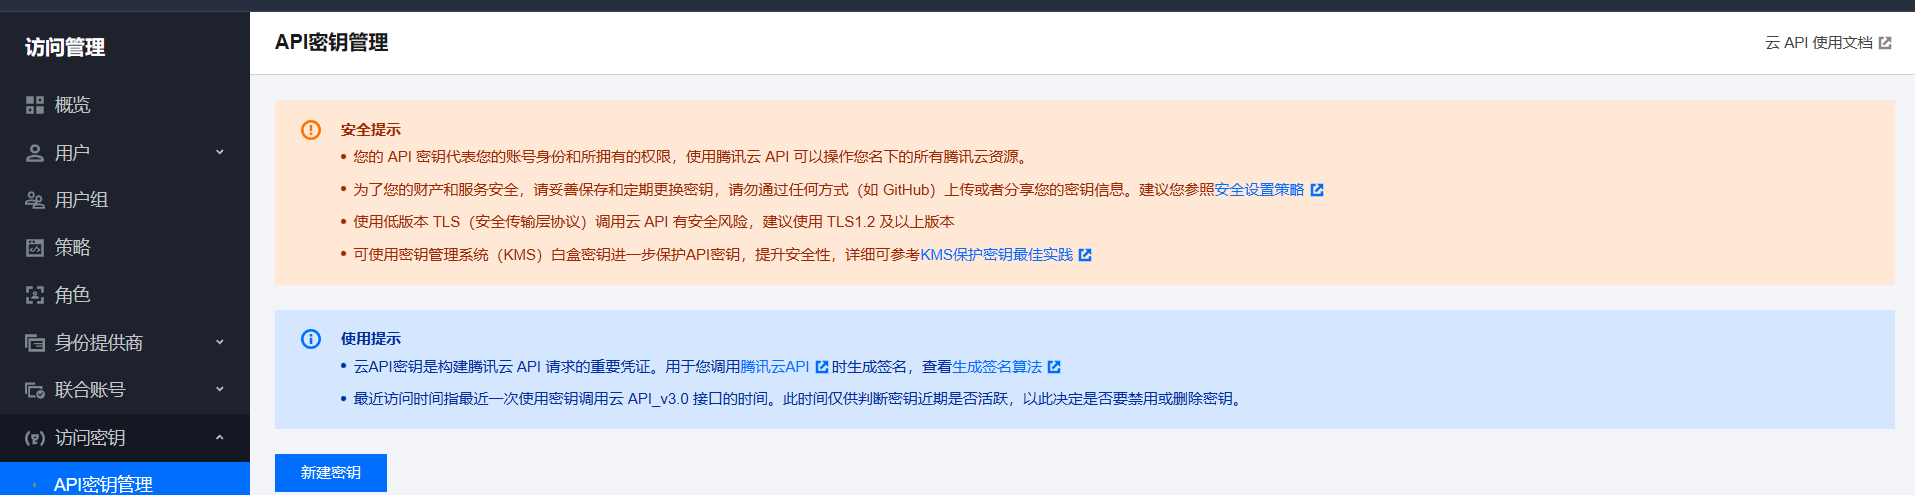 访问管理
API密钥管理
云 API 使用文档
概览
用户
用户组
策略
角色
身份提供商
联合账号
访问密钥
API密钥管理
安全提示
• 您的 API 密钥代表您的账号身份和所拥有的权限，使用腾讯云 API 可以操作您名下的所有腾讯云资源。
• 为了您的财产和服务安全，请妥善保存和定期更换密钥，请勿通过任何方式（如 GitHub）上传或者分享您的密钥信息。建议您参照安全设置策略
• 使用低版本 TLS（安全传输层协议）调用云 API 有安全风险，建议使用 TLS1.2 及以上版本
• 可使用密钥管理系统（KMS）白盒密钥进一步保护API密钥，提升安全性，详细可参考KMS保护密钥最佳实践
使用提示
• 云API密钥是构建腾讯云 API 请求的重要凭证。用于您调用腾讯云API 时生成签名，查看生成签名算法
• 最近访问时间指最近一次使用密钥调用云 API_v3.0 接口的时间。此时间仅供判断密钥近期是否活跃，以此决定是否要禁用或删除密钥。
新建密钥